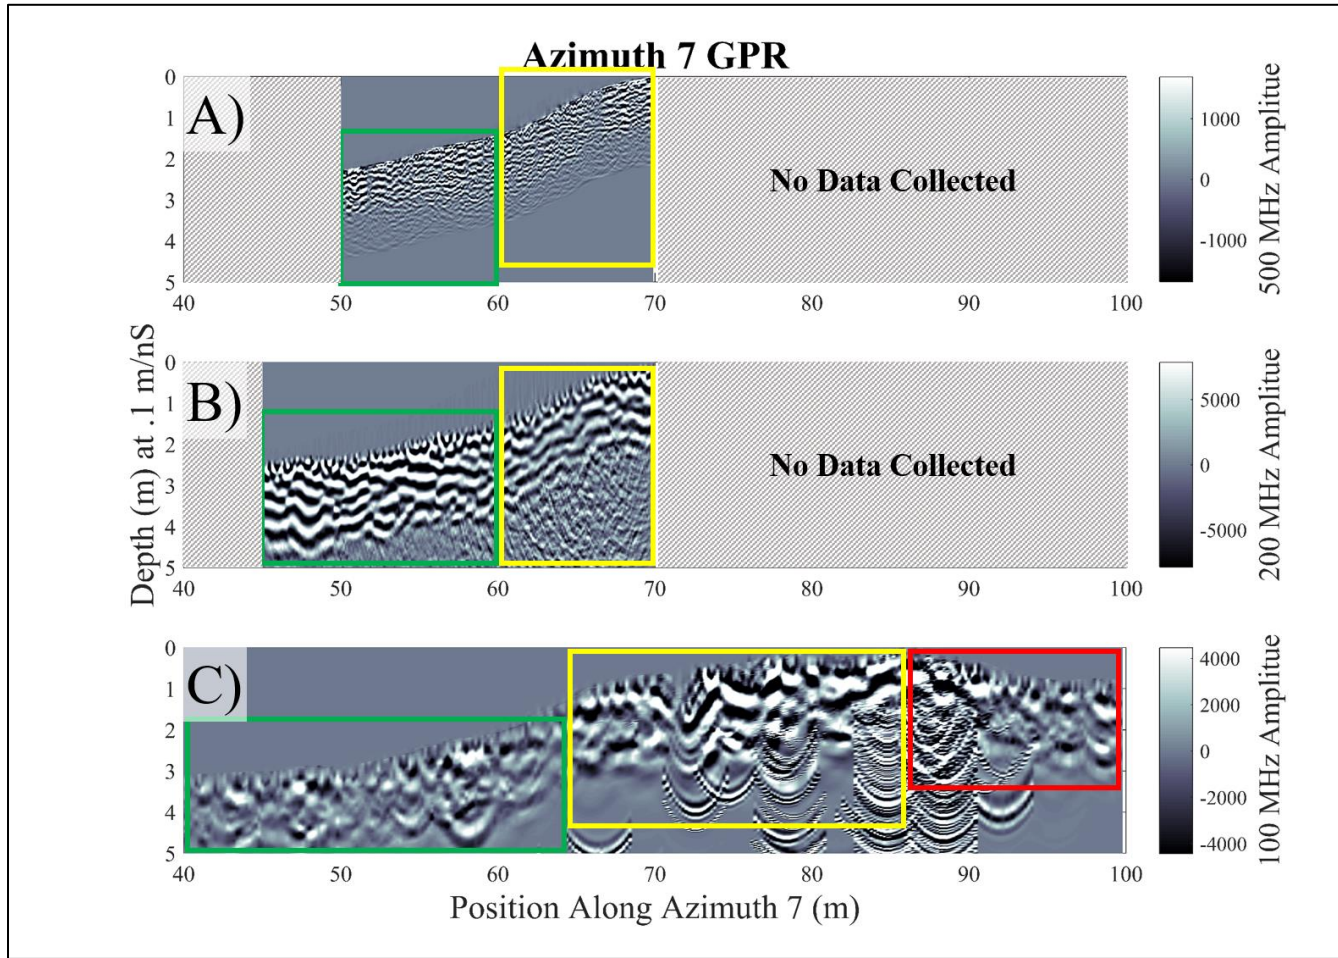 Azimuth 7 GPR
A)
0
1
2
3
4
5
40 50 60 70 80 90 100
No Data Collected
1000
0
-1000
500 MHz Amplitue
B)
0
1
2
3
4
5
40 50 60 70 80 90 100
No Data Collected
5000
0
-5000
200 MHz Amplitue
Depth (m) at .1 m/nS
C)
0
1
2
3
4
5
40 50 60 70 80 90 100
4000
2000
0
-2000
-4000
100 MHz Amplitue
Position Along Azimuth 7 (m)